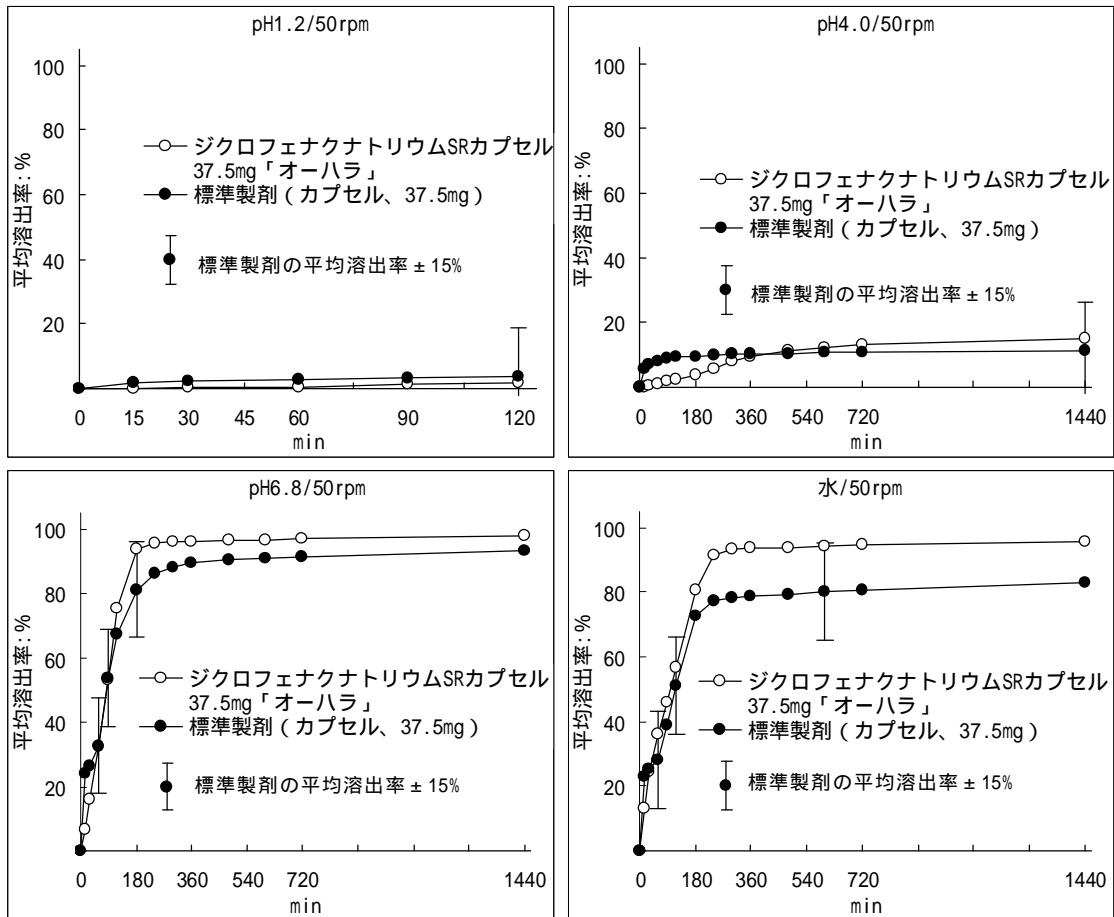 pH1.2/50rpm
100
80
60
40
20
平均溶出率:%
ジクロフェナクナトリウムSRカプセル
37.5mg「オーハラ」
標準製剤(カプセル、37.5mg)
標準製剤の平均溶出率±15%
0 15 30 45 60 90 120
min
pH4.0/50rpm
100
80
60
40
20
平均溶出率:%
ジクロフェナクナトリウムSRカプセル
37.5mg「オーハラ」
標準製剤(カプセル、37.5mg)
標準製剤の平均溶出率±15%
0 180 360 540 720 1440
min
pH6.8/50rpm
100
80
60
40
20
平均溶出率:%
ジクロフェナクナトリウムSRカプセル
37.5mg「オーハラ」
標準製剤(カプセル、37.5mg)
標準製剤の平均溶出率±15%
0 180 360 540 720 1440
min
水/50rpm
100
80
60
40
20
平均溶出率:%
ジクロフェナクナトリウムSRカプセル
37.5mg「オーハラ」
標準製剤(カプセル、37.5mg)
標準製剤の平均溶出率±15%
0 180 360 540 720 1440
min